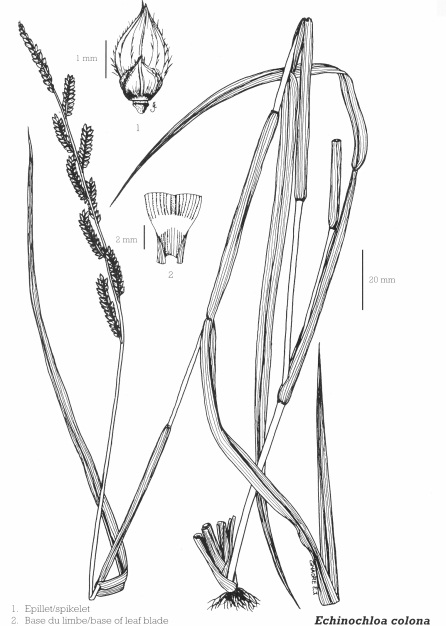 1 mm
1
2 mm
2
20 mm
1. Epillet/spikelet
2. Base du limbe/base of leaf blade
Echinochloa colona